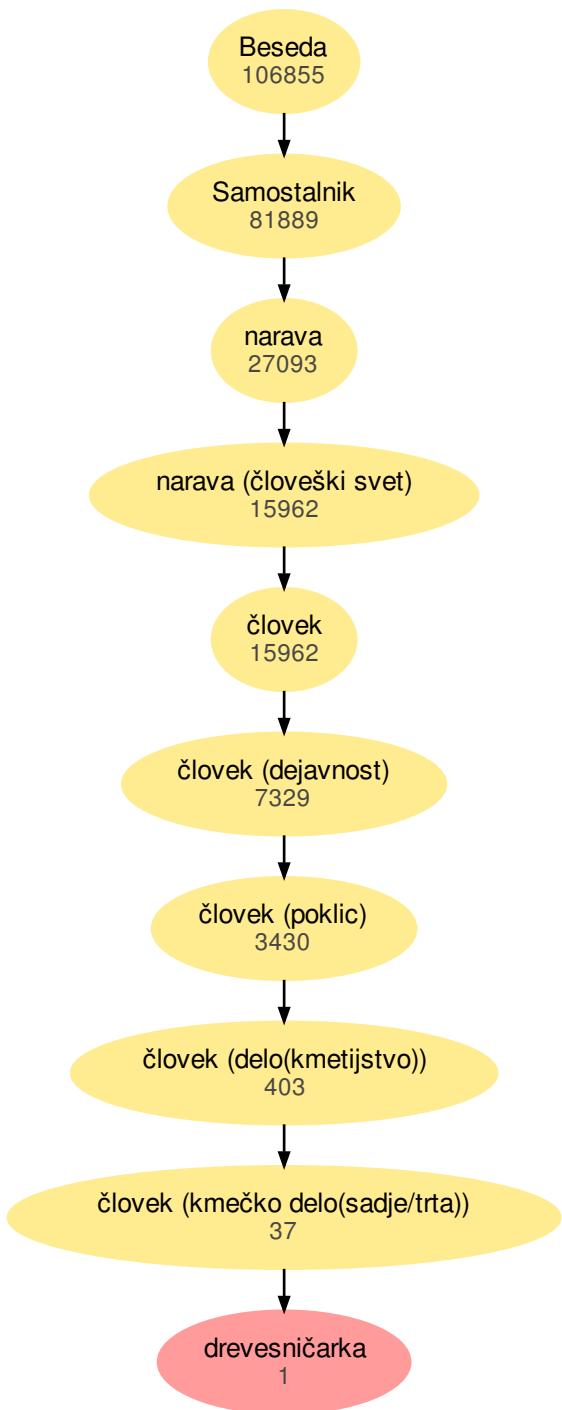 Beseda
106855
Samostalnik
81889
narava
27093
narava (človeški svet)
15962
človek
15962
človek (dejavnost)
7329
človek (poklic)
3430
človek (delo(kmetijstvo))
403
človek (kmečko delo(sadje/trta))
37
drevesničarka
1